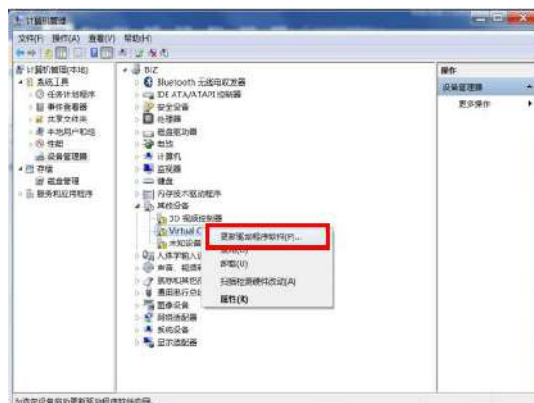 计算机管理
文件(F) 操作(A) 查看(V) 帮助(H)
计算机管理(本地)
系统工具
任务计划程序
事件查看器
共享文件夹
本地用户和组
性能
设备管理器
存储
磁盘管理
服务和应用程序
BIZ
Bluetooth 无线电收发器
IDE ATA/ATAPI 控制器
安全设备
处理器
磁盘驱动器
电池
计算机
监视器
键盘
内存技术驱动程序
其他设备
3D 视频控制器
Virtual C
未知设备
人体学输入
声音、视频和
鼠标和其他
通用串行总
图像设备
网络适配器
系统设备
显示适配器
更新驱动程序软件(P)...
卸载(U)
扫描检测硬件改动(A)
属性(R)
操作
设备管理器
更多操作